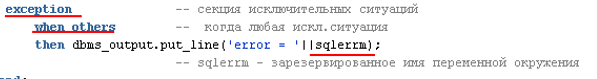 exception -- секция исключительных ситуаций
when others -- когда любая искл.ситуация
then dbms_output.put_line('error = '||sqlerrm);
-- sqlerrm - зарезервированное имя переменной окружения